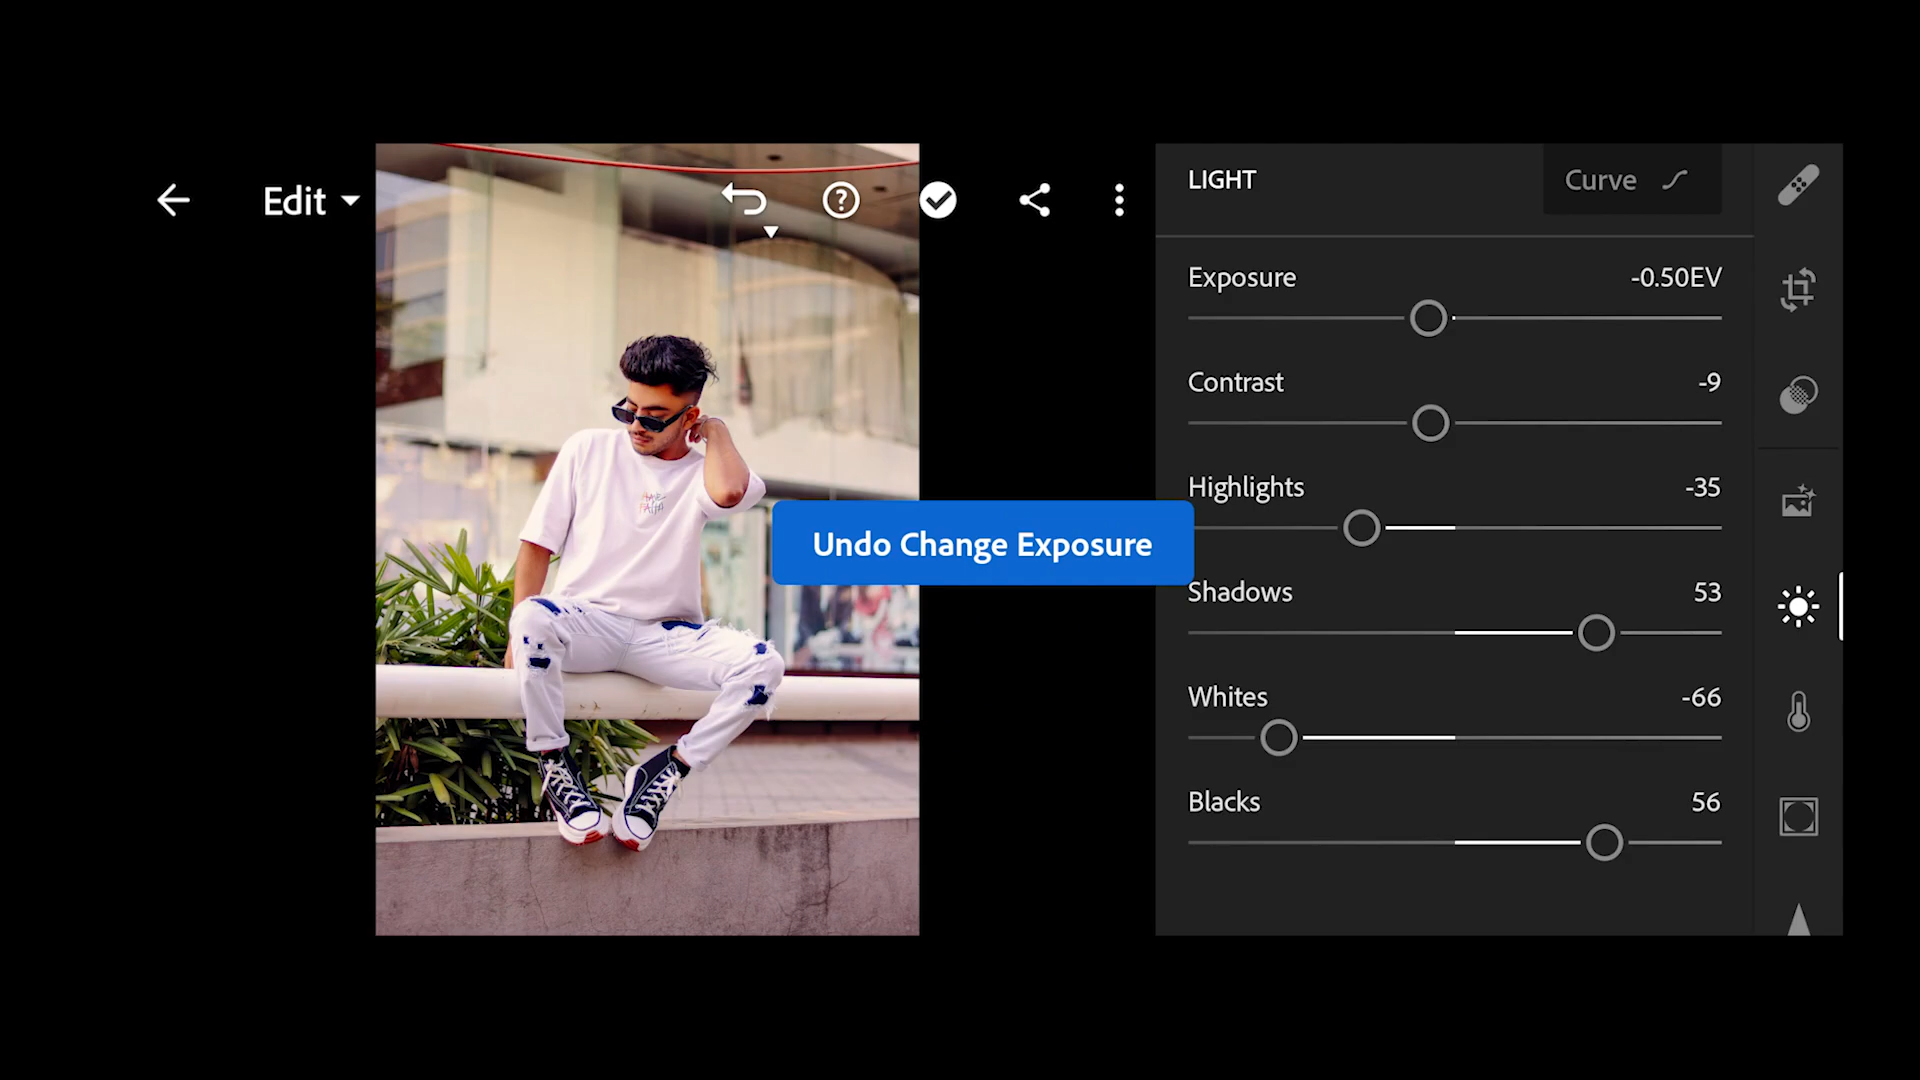 Edit
LIGHT
Curve
Exposure -0.50EV
Contrast -9
Highlights -35
Undo Change Exposure
Shadows 53
Whites -66
Blacks 56